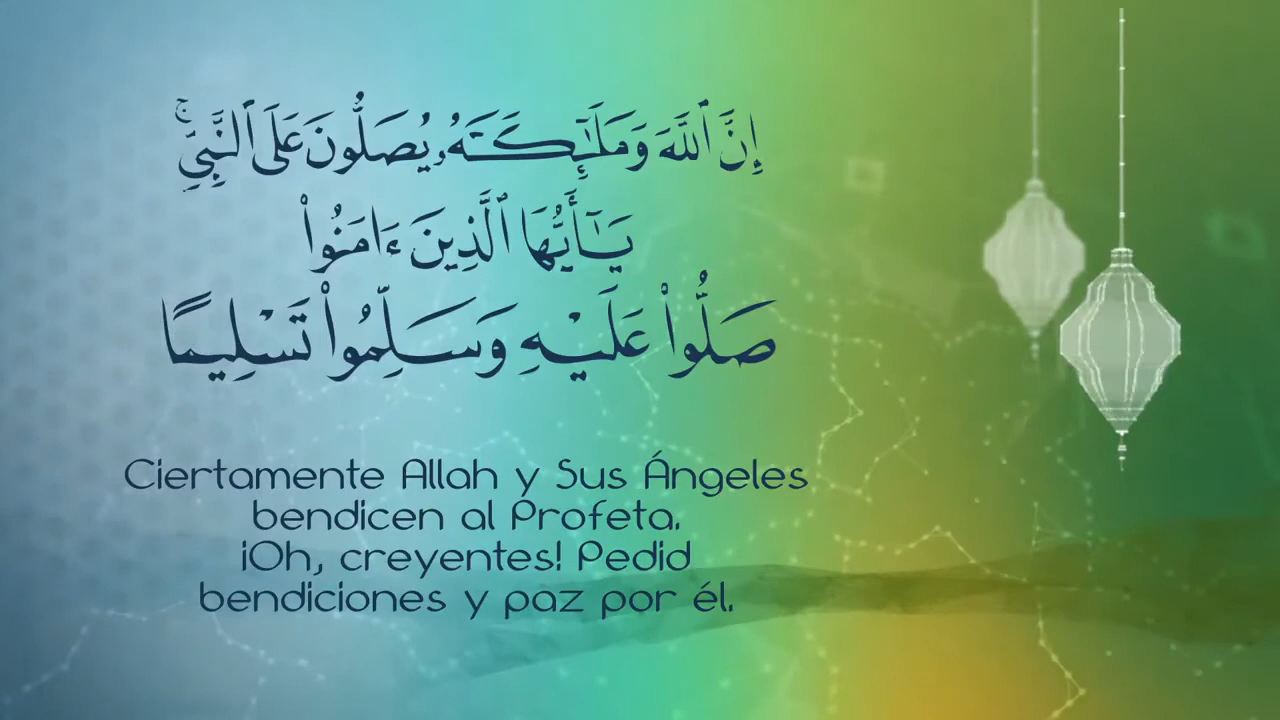 إِنَّ ٱللَّهَ وَمَلَـٰٓئِكَتَهُۥ يُصَلُّونَ عَلَى ٱلنَّبِىِّ ۚ
يَـٰٓأَيُّهَا ٱلَّذِينَ ءَامَنُوا۟
صَلُّوا۟ عَلَيْهِ وَسَلِّمُوا۟ تَسْلِيمًا
Ciertamente Allah y Sus Ángeles
bendicen al Profeta.
¡Oh, creyentes! Pedid
bendiciones y paz por él.